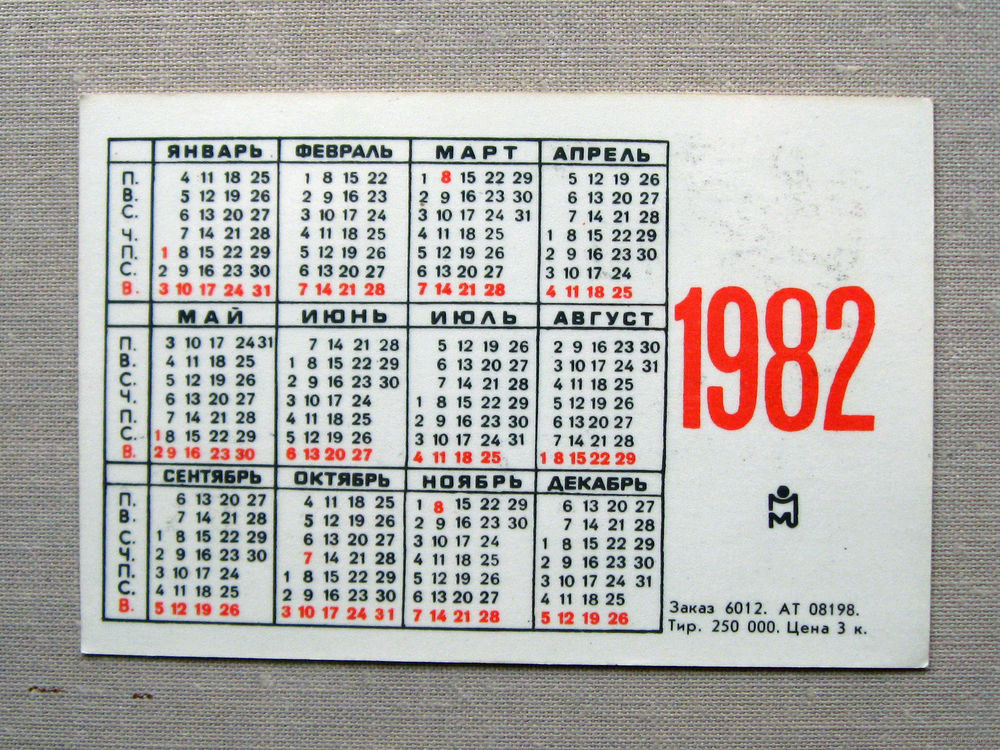 ЯНВАРЬ ФЕВРАЛЬ МАРТ АПРЕЛЬ
П. 4 11 18 25 1 8 15 22 1 8 15 22 29 5 12 19 26
В. 5 12 19 26 2 9 16 23 2 9 16 23 30 6 13 20 27
С. 6 13 20 27 3 10 17 24 3 10 17 24 31 7 14 21 28
Ч. 7 14 21 28 4 11 18 25 4 11 18 25 1 8 15 22 29
П. 1 8 15 22 29 5 12 19 26 5 12 19 26 2 9 16 23 30
С. 2 9 16 23 30 6 13 20 27 6 13 20 27 3 10 17 24
В. 3 10 17 24 31 7 14 21 28 7 14 21 28 4 11 18 25
МАЙ ИЮНЬ ИЮЛЬ АВГУСТ
П. 3 10 17 24 31 7 14 21 28 5 12 19 26 2 9 16 23 30
В. 4 11 18 25 1 8 15 22 29 6 13 20 27 3 10 17 24 31
С. 5 12 19 26 2 9 16 23 30 7 14 21 28 4 11 18 25
Ч. 6 13 20 27 3 10 17 24 1 8 15 22 29 5 12 19 26
П. 7 14 21 28 4 11 18 25 2 9 16 23 30 6 13 20 27
С. 1 8 15 22 29 5 12 19 26 3 10 17 24 31 7 14 21 28
В. 2 9 16 23 30 6 13 20 27 4 11 18 25 1 8 15 22 29
СЕНТЯБРЬ ОКТЯБРЬ НОЯБРЬ ДЕКАБРЬ
П. 6 13 20 27 4 11 18 25 1 8 15 22 29 6 13 20 27
В. 7 14 21 28 5 12 19 26 2 9 16 23 30 7 14 21 28
С. 1 8 15 22 29 6 13 20 27 3 10 17 24 1 8 15 22 29
Ч. 2 9 16 23 30 7 14 21 28 4 11 18 25 2 9 16 23 30
П. 3 10 17 24 1 8 15 22 29 5 12 19 26 3 10 17 24 31
С. 4 11 18 25 2 9 16 23 30 6 13 20 27 4 11 18 25
В. 5 12 19 26 3 10 17 24 31 7 14 21 28 5 12 19 26
1982
Заказ 6012. АТ 08198.
Тир. 250 000. Цена 3 к.